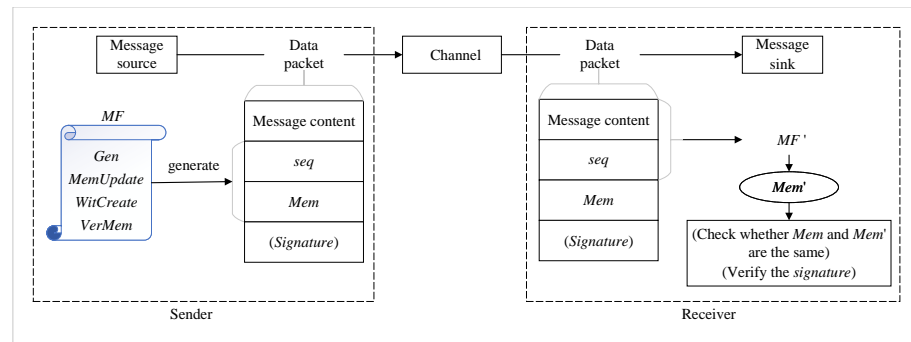 Message
source
Data
packet
Channel
Data
packet
Message
sink
MF
Gen
MemUpdate
WitCreate
VerMem
generate
Message content
seq
Mem
(Signature)
Message content
seq
Mem
(Signature)
MF '
Mem'
(Check whether Mem and Mem'
are the same)
(Verify the signature)
Sender
Receiver